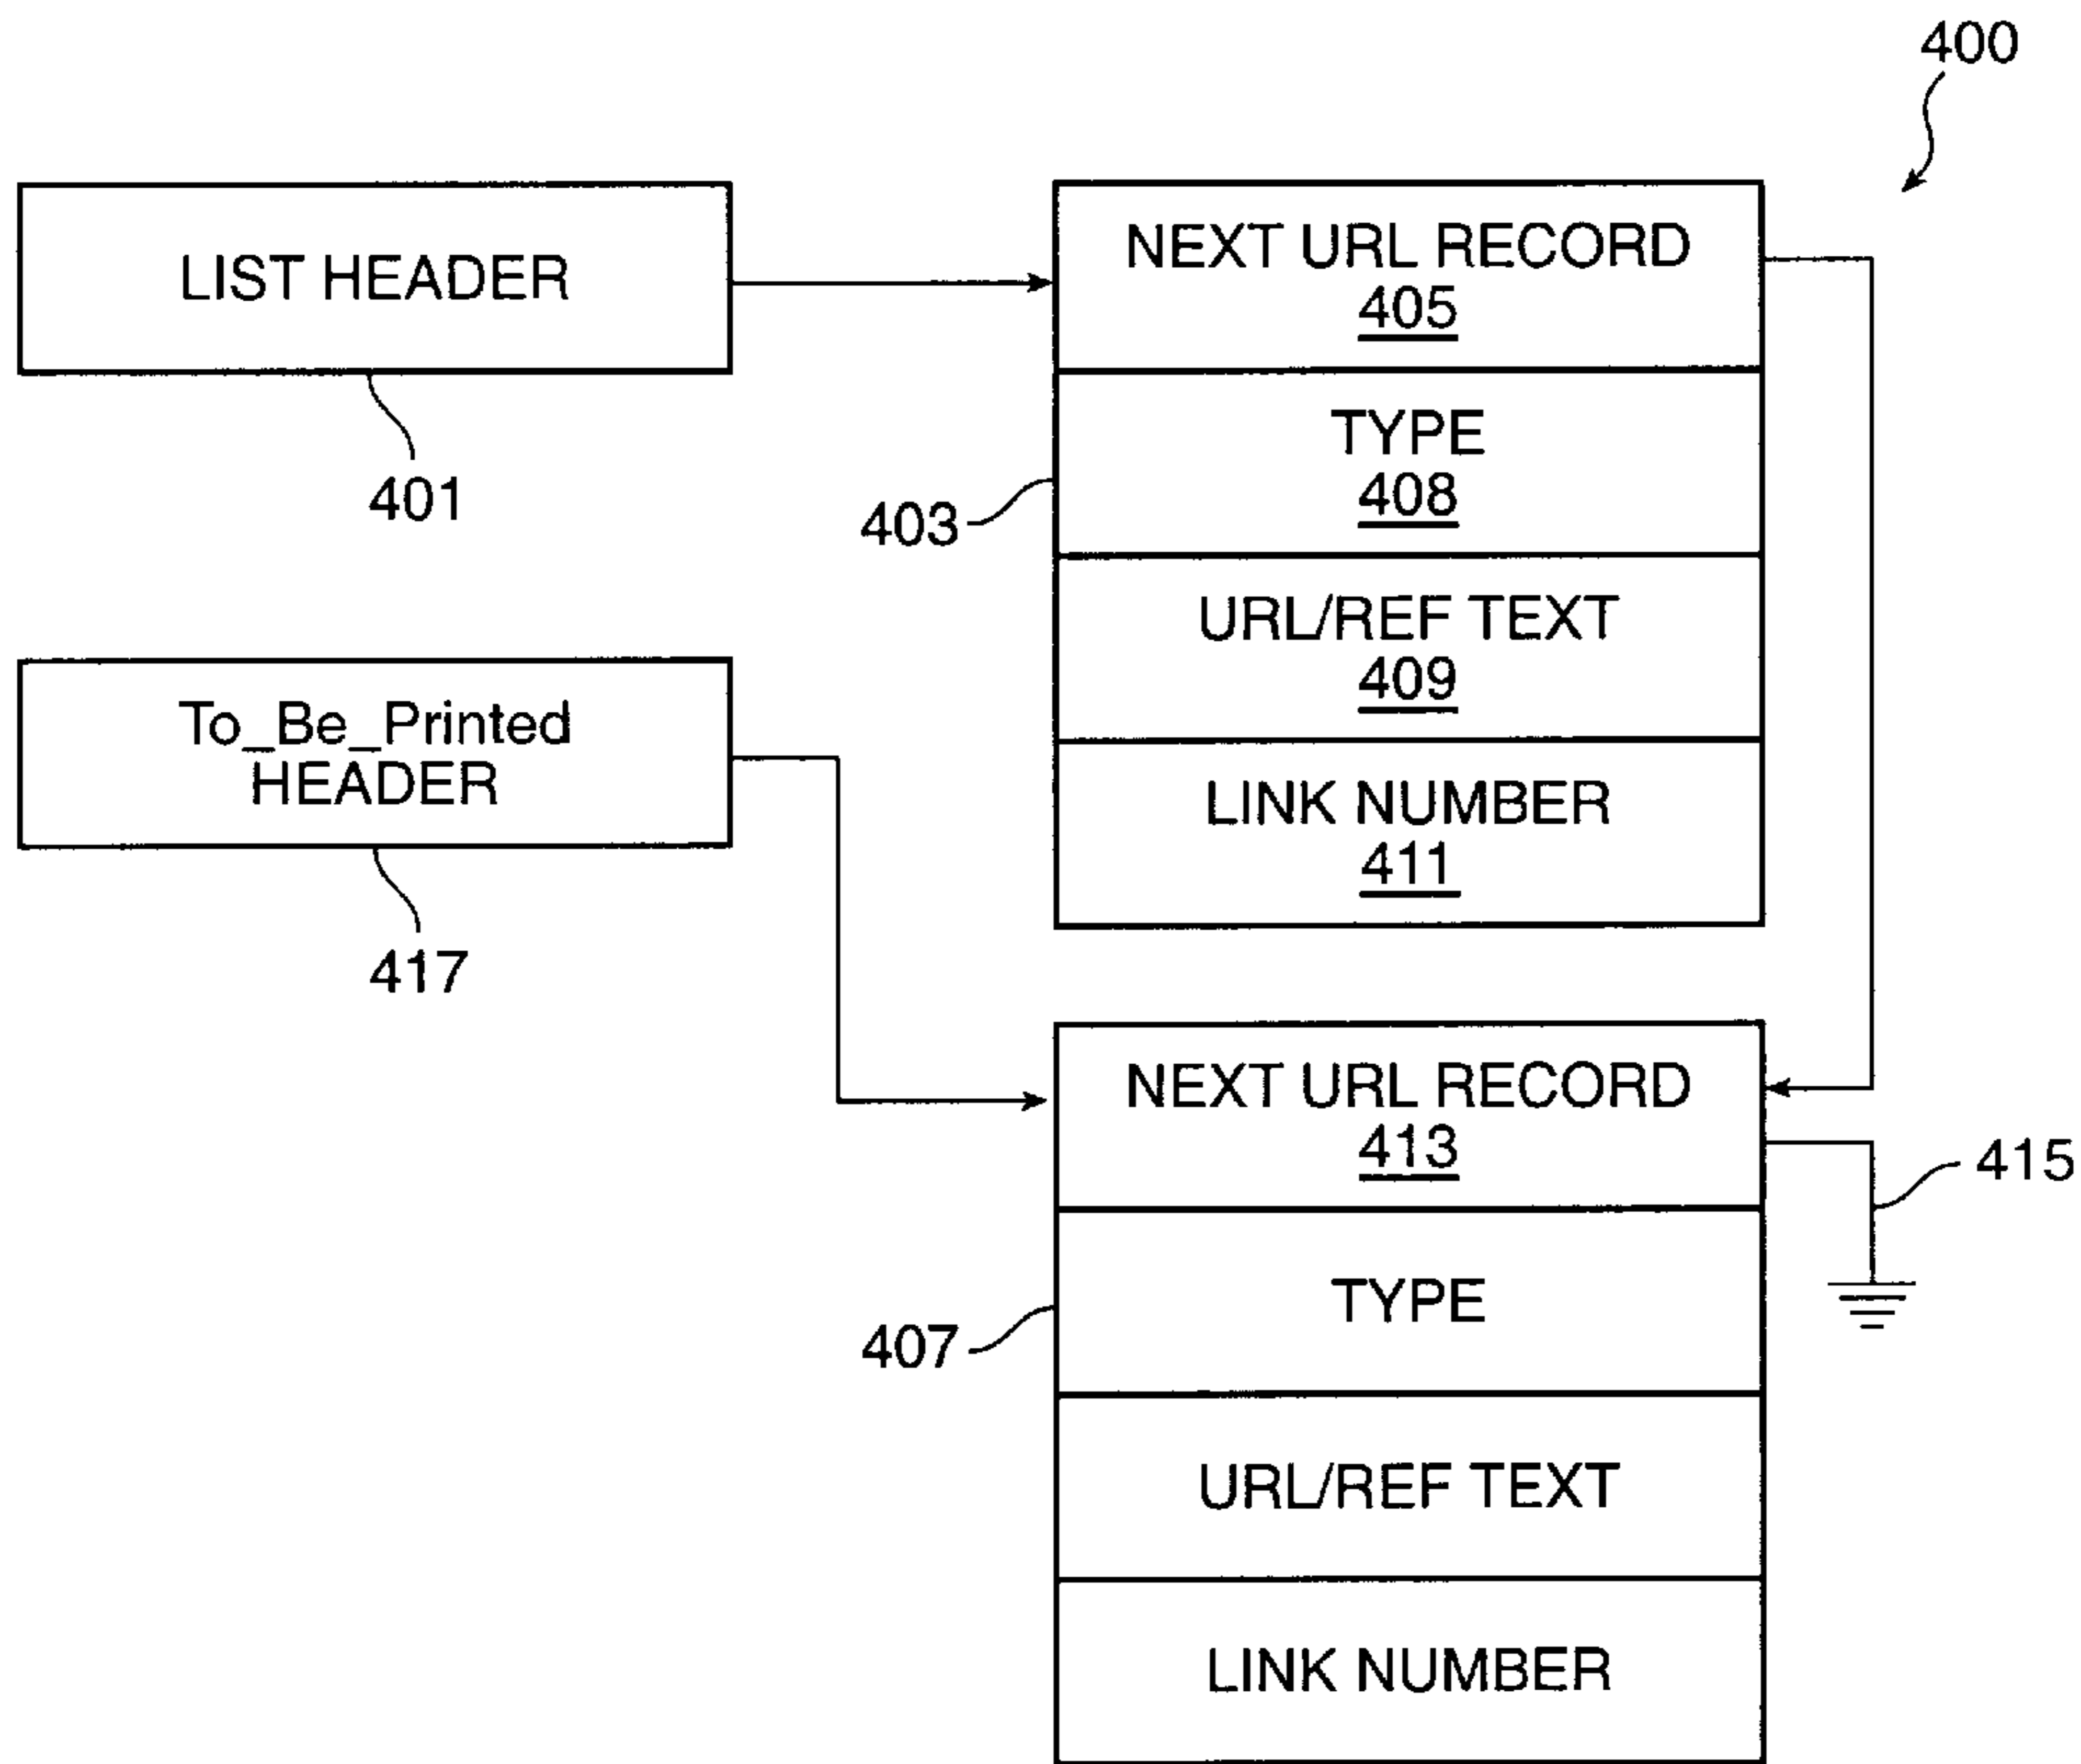 400
LIST HEADER
401
NEXT URL RECORD
405
TYPE
408
403
URL/REF TEXT
409
LINK NUMBER
411
To_Be_Printed
HEADER
417
NEXT URL RECORD
413
415
TYPE
407
URL/REF TEXT
LINK NUMBER